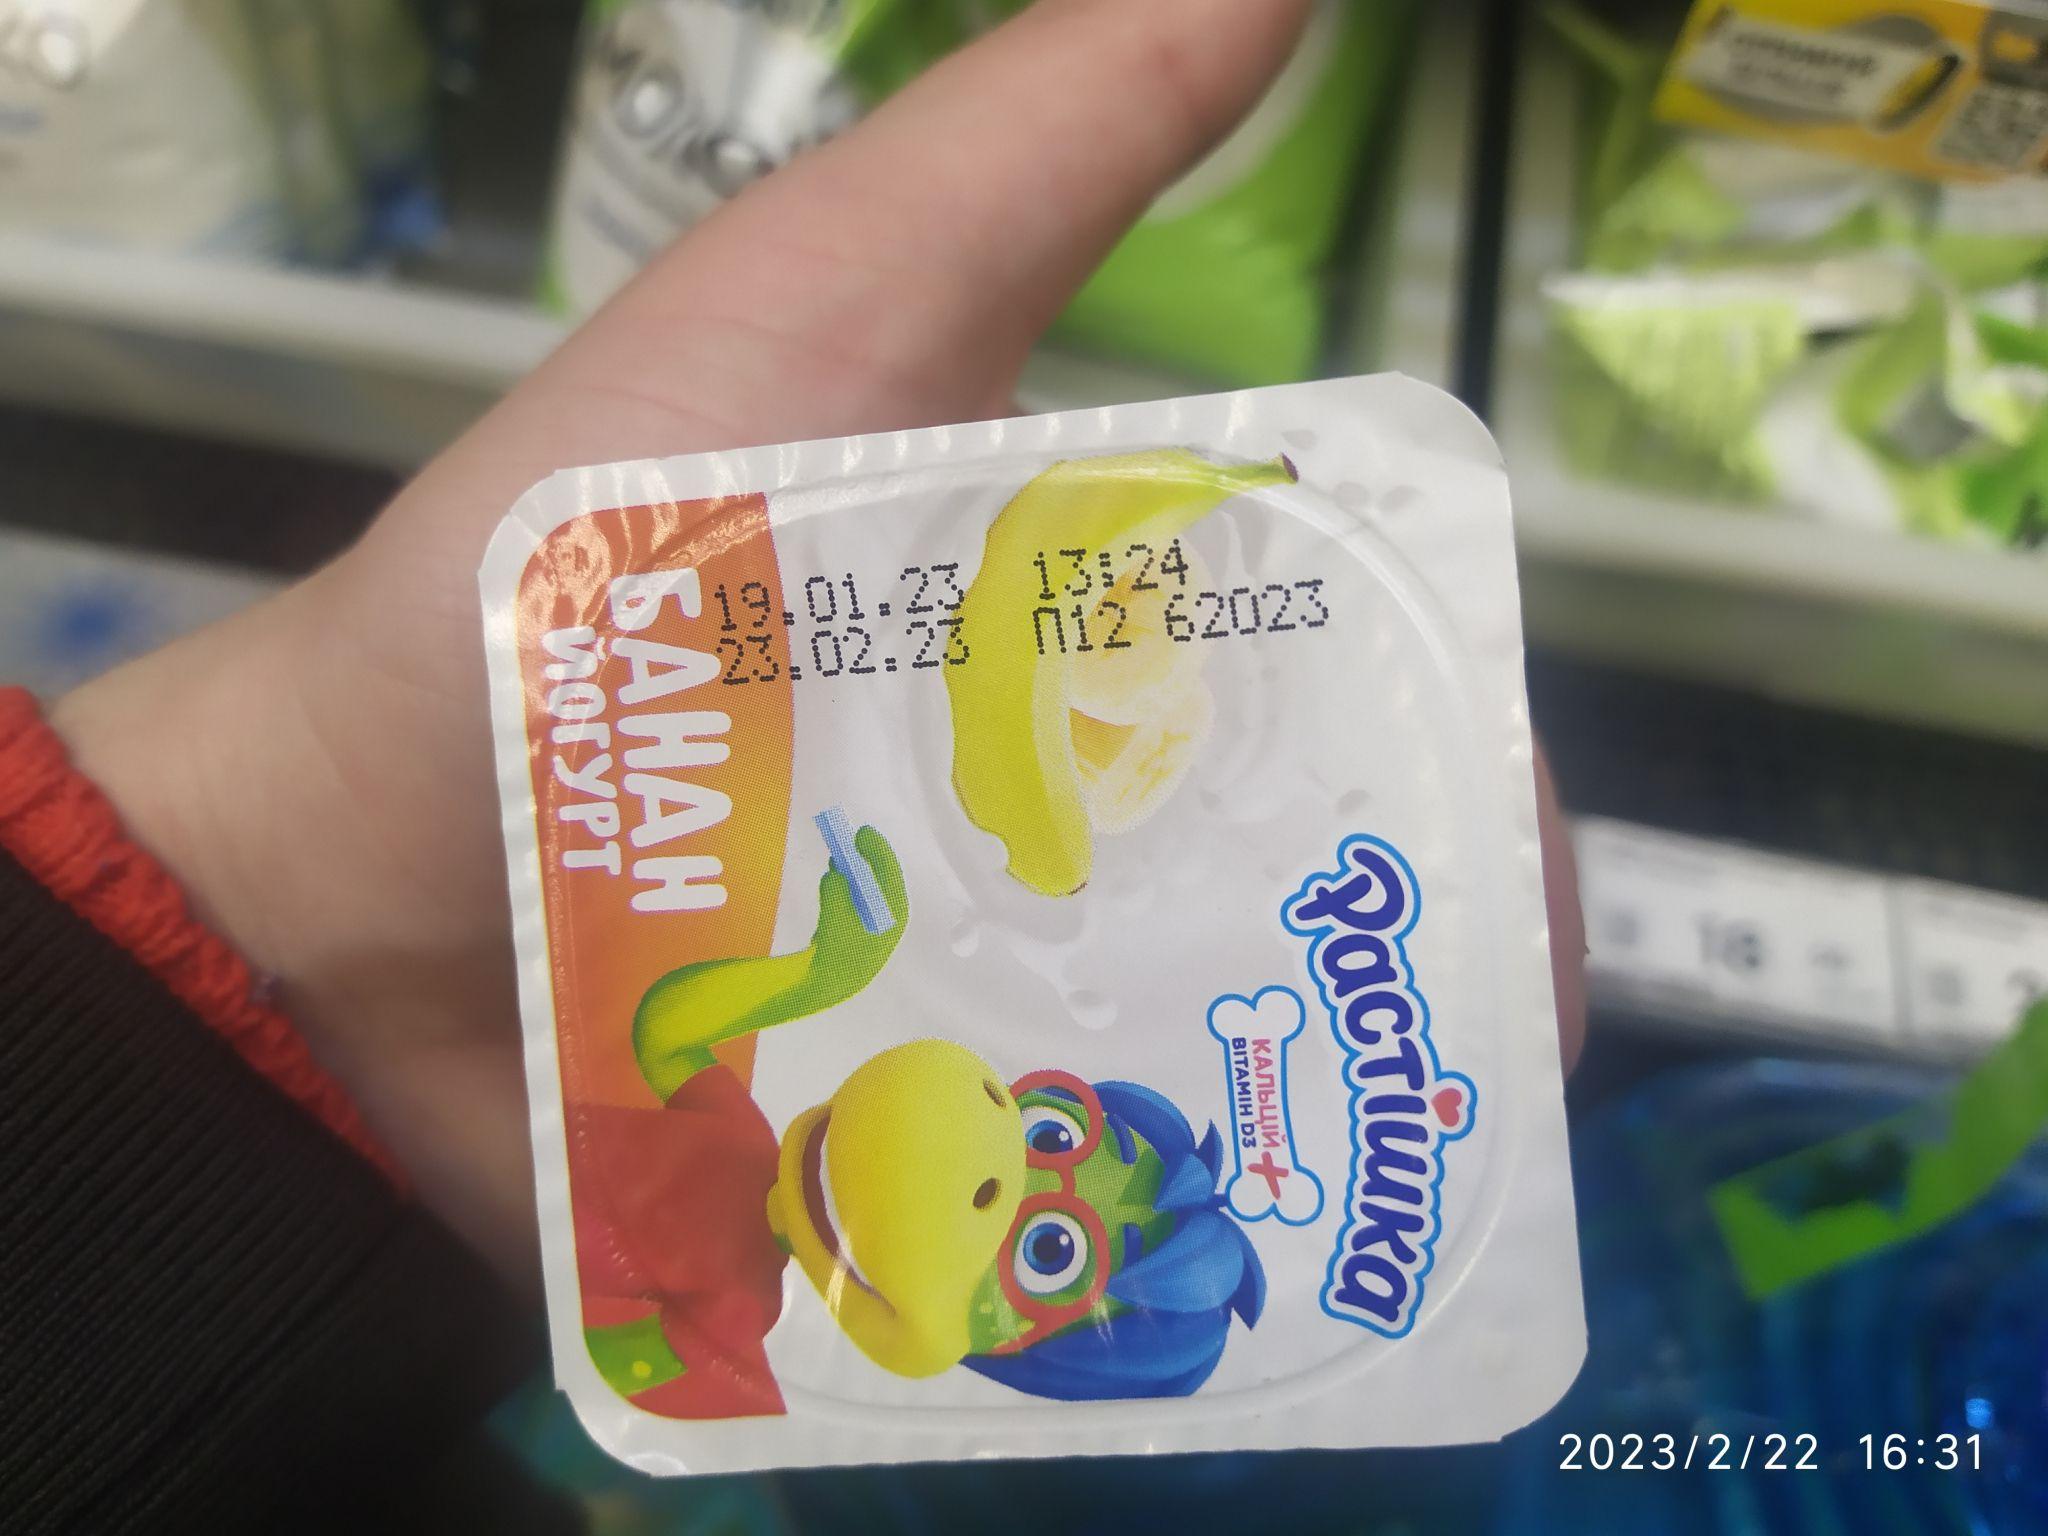 Растішка
КАЛЬЦІЙ+
ВІТАМІН D3
БАНАН
ЙОГУРТ
19.01.23 13:24
28.02.23 П12 62023
2023/2/22 16:31